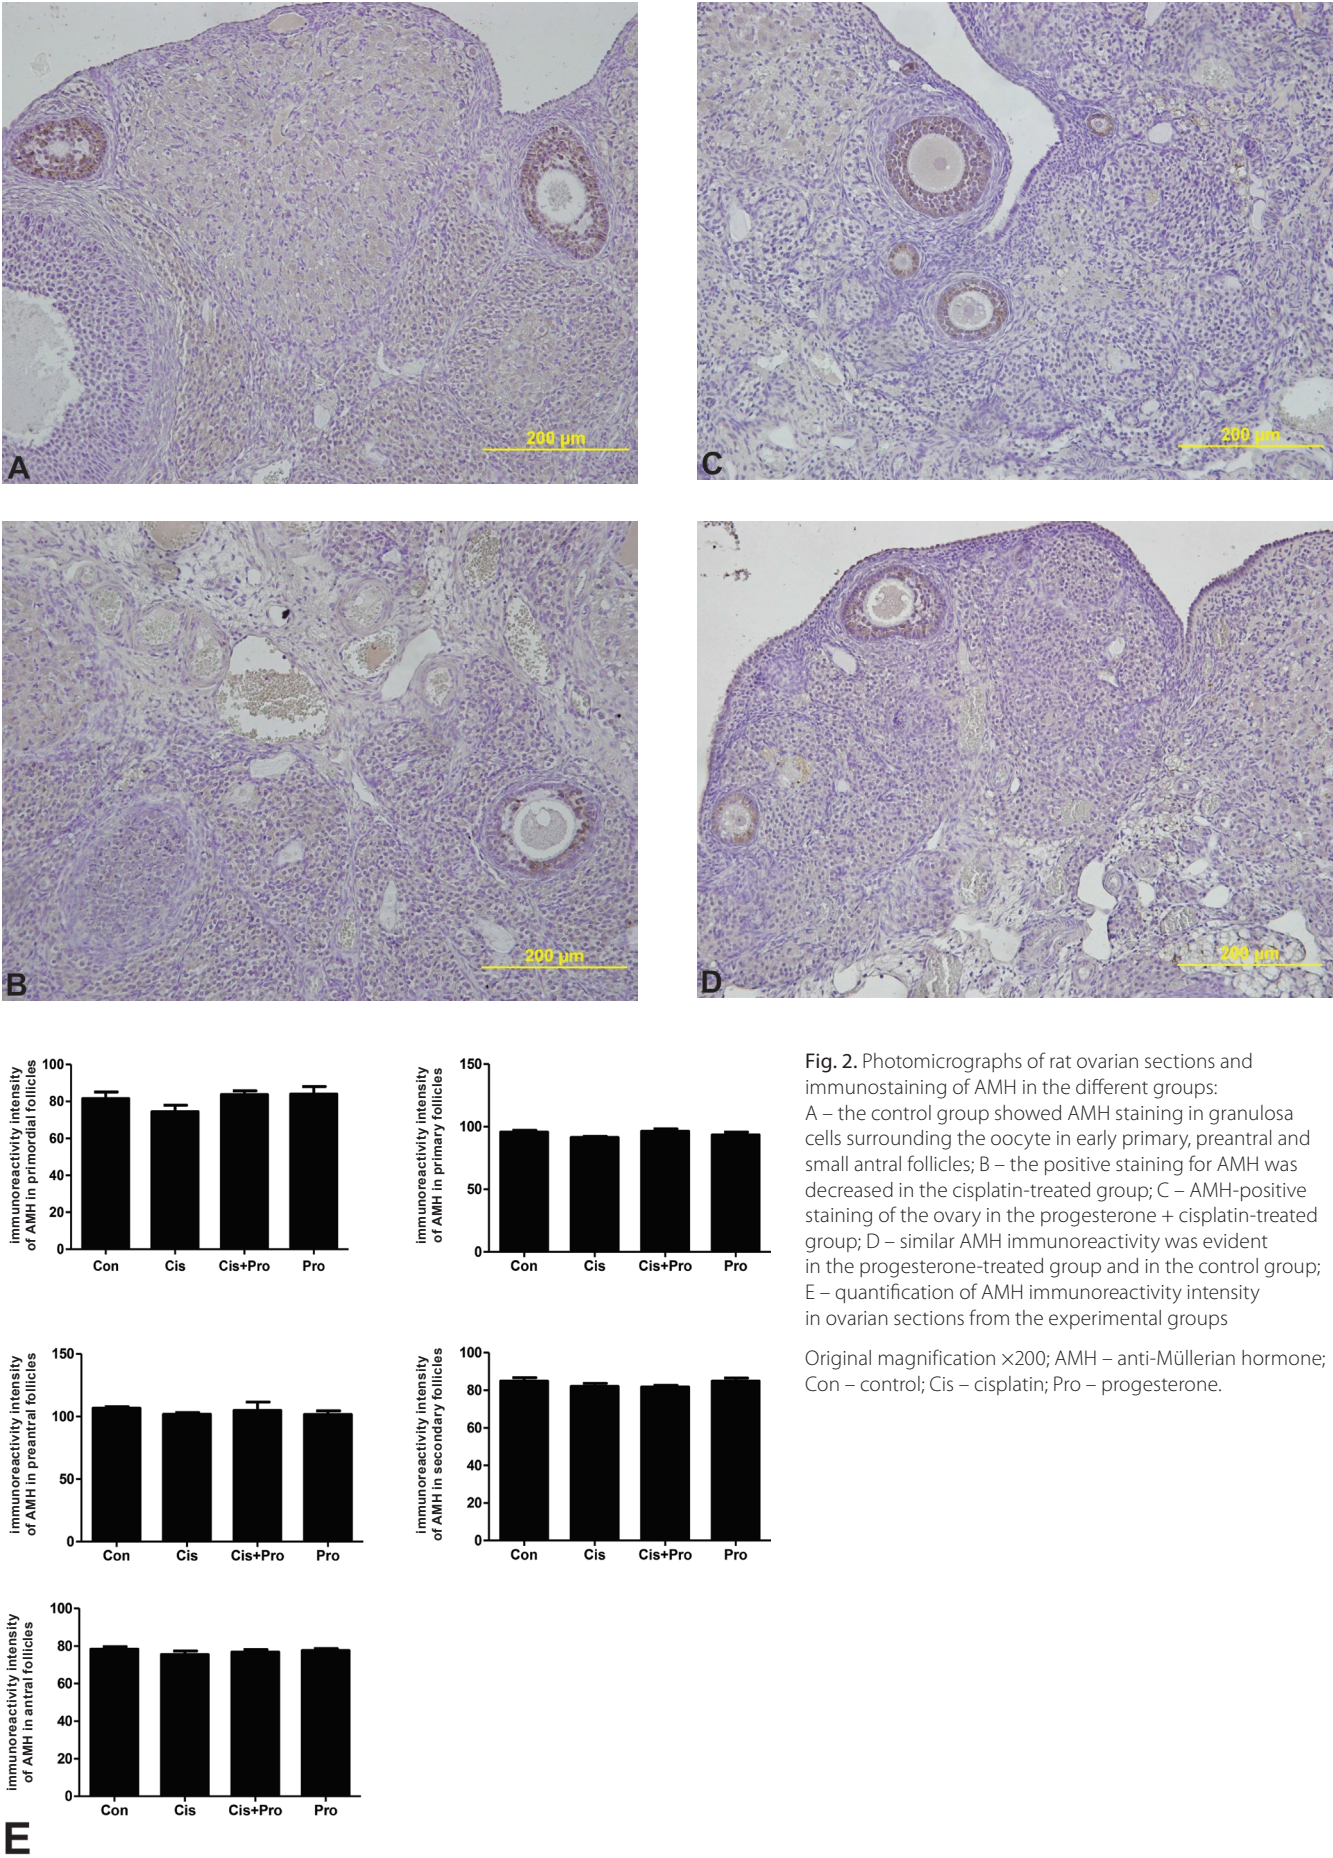 200 µm
A
200 µm
C
200 µm
B
200 µm
D
immunoreactivity intensity
of AMH in primordial follicles
100
80
60
40
20
0
Con Cis Cis+Pro Pro
immunoreactivity intensity
of AMH in primary follicles
150
100
50
0
Con Cis Cis+Pro Pro
immunoreactivity intensity
of AMH in preantral follicles
150
100
50
0
Con Cis Cis+Pro Pro
immunoreactivity intensity
of AMH in secondary follicles
100
80
60
40
20
0
Con Cis Cis+Pro Pro
immunoreactivity intensity
of AMH in antral follicles
100
80
60
40
20
0
Con Cis Cis+Pro Pro
E
Fig. 2. Photomicrographs of rat ovarian sections and
immunostaining of AMH in the different groups:
A – the control group showed AMH staining in granulosa
cells surrounding the oocyte in early primary, preantral and
small antral follicles; B – the positive staining for AMH was
decreased in the cisplatin-treated group; C – AMH-positive
staining of the ovary in the progesterone + cisplatin-treated
group; D – similar AMH immunoreactivity was evident
in the progesterone-treated group and in the control group;
E – quantification of AMH immunoreactivity intensity
in ovarian sections from the experimental groups
Original magnification ×200; AMH – anti-Müllerian hormone;
Con – control; Cis – cisplatin; Pro – progesterone.